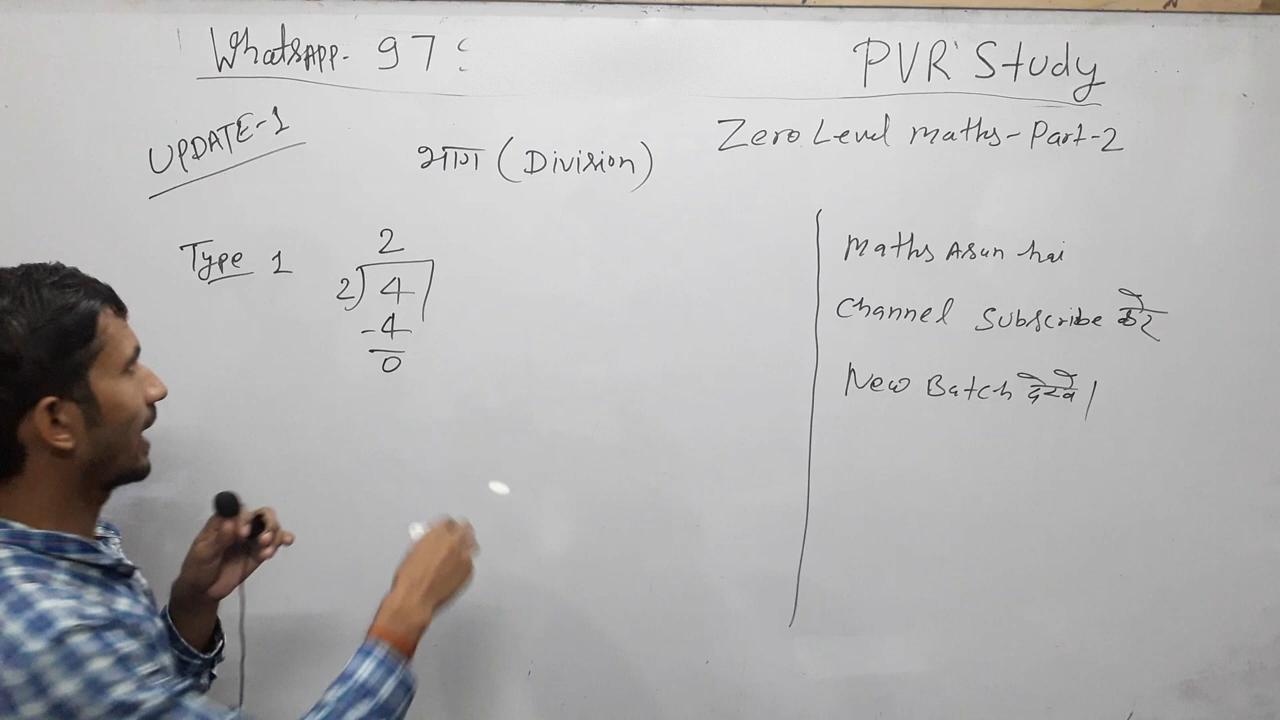 WhatsAPP- 97
PVR Study
UPDATE-1
Zero Level maths-Part-2
भाग (Division)
Type 1
2
2) 4
-4
0
Maths Asan hai
Channel Subscribe करे
New Batch देखे।